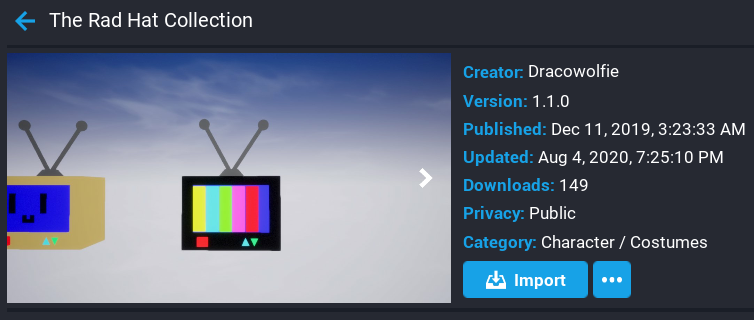 The Rad Hat Collection
Creator: Dracowolfie
Version: 1.1.0
Published: Dec 11, 2019, 3:23:33 AM
Updated: Aug 4, 2020, 7:25:10 PM
Downloads: 149
Privacy: Public
Category: Character / Costumes
Import